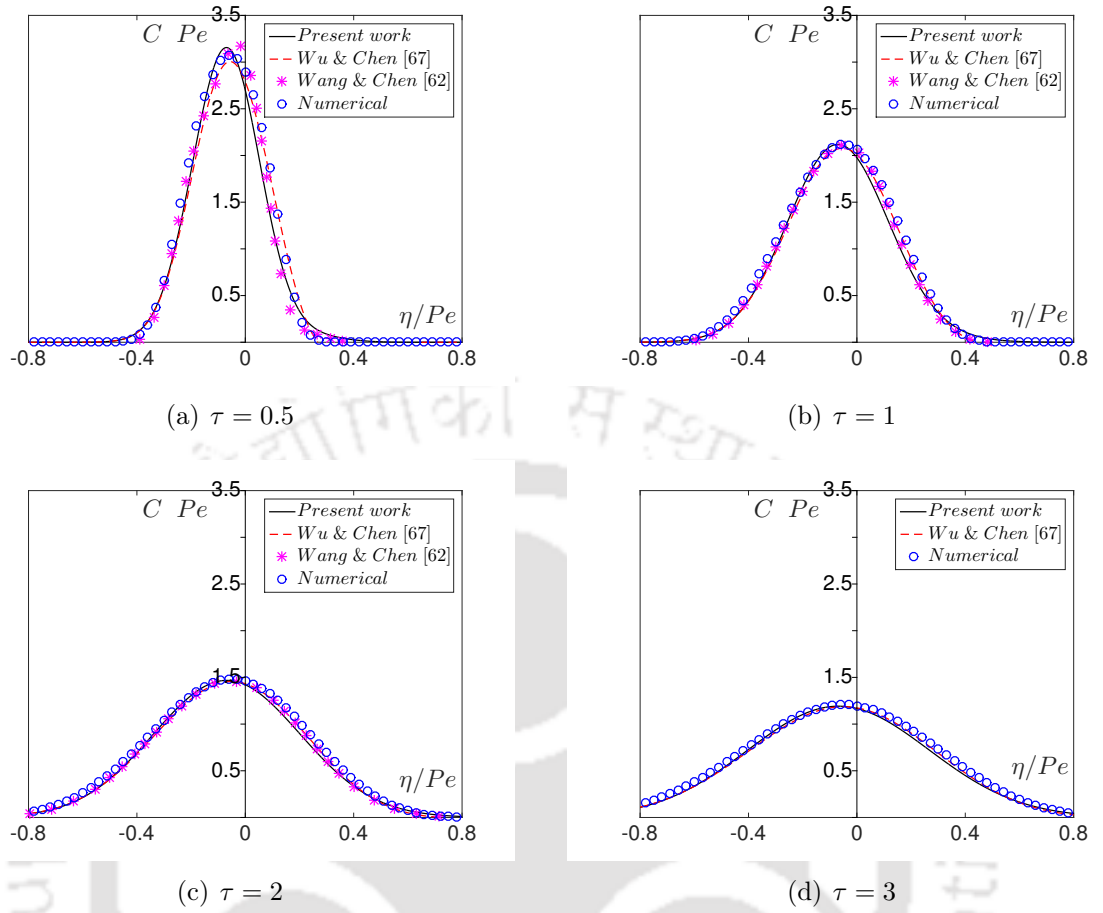 3.5
C Pe
Present work
Wu & Chen [67]
Wang & Chen [62]
Numerical
2.5
1.5
0.5
η/Pe
-0.8 -0.4 0 0.4 0.8
(a) τ = 0.5
3.5
C Pe
Present work
Wu & Chen [67]
Wang & Chen [62]
Numerical
2.5
1.5
0.5
η/Pe
-0.8 -0.4 0 0.4 0.8
(b) τ = 1
3.5
C Pe
Present work
Wu & Chen [67]
Wang & Chen [62]
Numerical
2.5
1.5
0.5
η/Pe
-0.8 -0.4 0 0.4 0.8
(c) τ = 2
3.5
C Pe
Present work
Wu & Chen [67]
Numerical
2.5
1.5
0.5
η/Pe
-0.8 -0.4 0 0.4 0.8
(d) τ = 3